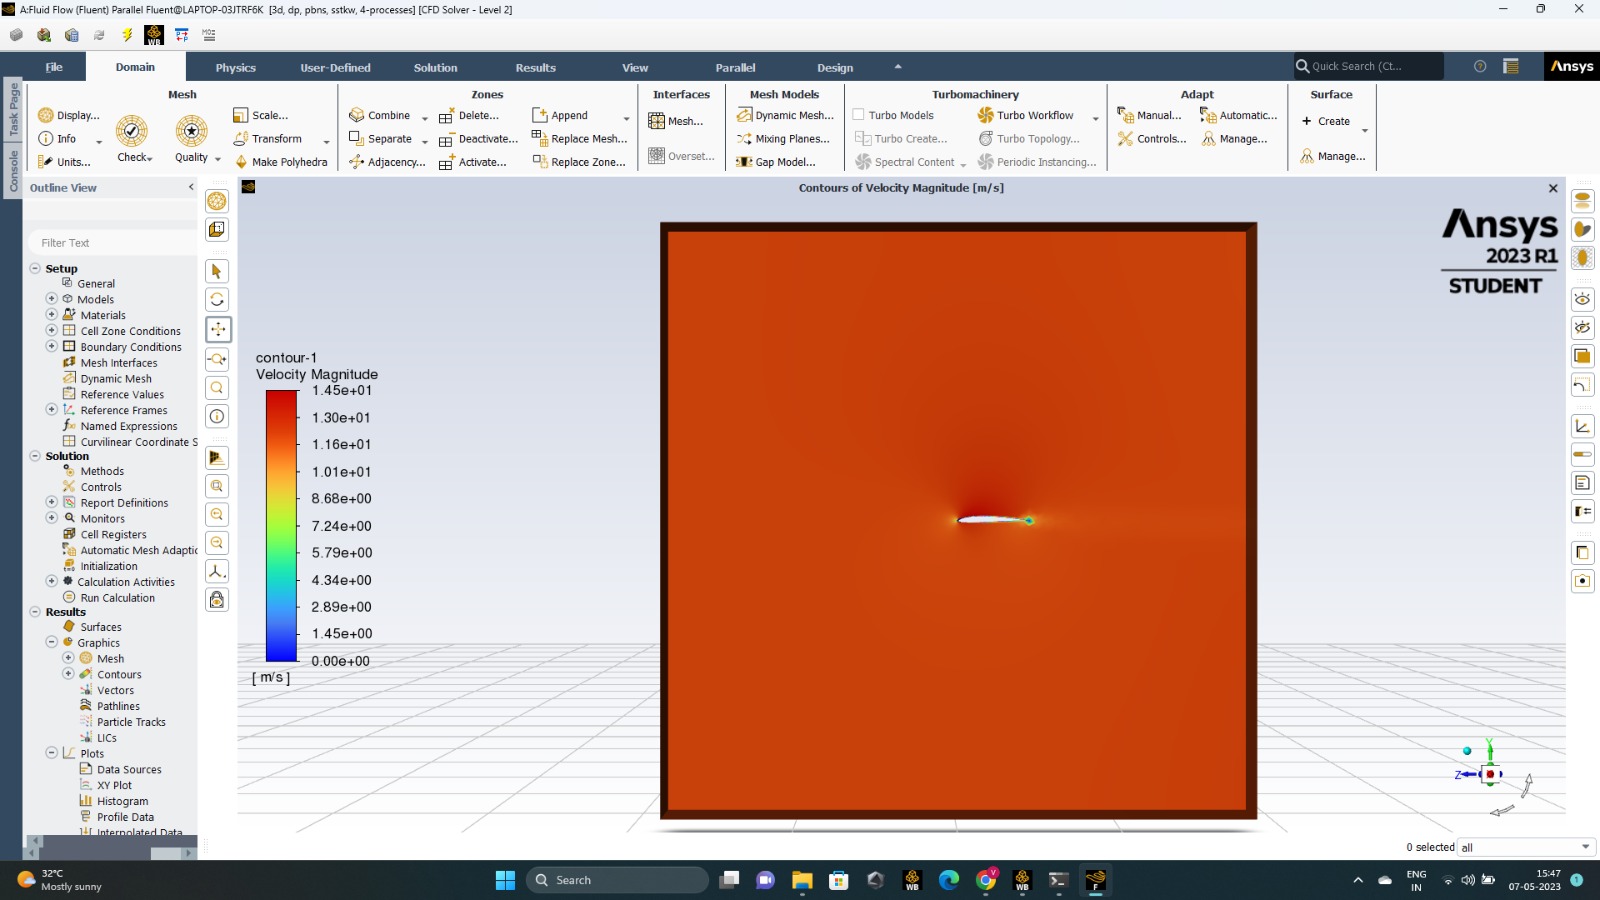 A:Fluid Flow (Fluent) Parallel Fluent@LAPTOP-03JTRF6K [3d, dp, pbns, sstkw, 4-processes] [CFD Solver - Level 2]
WB
File
Domain
Physics
User-Defined
Solution
Results
View
Parallel
Design
Quick Search (Ct...
Ansys
Task Page
Console
Mesh
Display...
Info
Units...
Check
Quality
Scale...
Transform
Make Polyhedra
Zones
Combine
Separate
Adjacency...
Delete...
Deactivate...
Activate...
Append
Replace Mesh...
Replace Zone...
Interfaces
Mesh...
Overset...
Mesh Models
Dynamic Mesh...
Mixing Planes...
Gap Model...
Turbomachinery
Turbo Models
Turbo Create...
Spectral Content
Turbo Workflow
Turbo Topology...
Periodic Instancing...
Adapt
Manual...
Controls...
Automatic...
Manage...
Surface
+ Create
Manage...
Outline View
Filter Text
Setup
General
Models
Materials
Cell Zone Conditions
Boundary Conditions
Mesh Interfaces
Dynamic Mesh
Reference Values
Reference Frames
Named Expressions
Curvilinear Coordinate S
Solution
Methods
Controls
Report Definitions
Monitors
Cell Registers
Automatic Mesh Adaptio
Initialization
Calculation Activities
Run Calculation
Results
Surfaces
Graphics
Mesh
Contours
Vectors
Pathlines
Particle Tracks
LICs
Plots
Data Sources
XY Plot
Histogram
Profile Data
Interpolated Data
Contours of Velocity Magnitude [m/s]
Ansys
2023 R1
STUDENT
contour-1
Velocity Magnitude
1.45e+01
1.30e+01
1.16e+01
1.01e+01
8.68e+00
7.24e+00
5.79e+00
4.34e+00
2.89e+00
1.45e+00
0.00e+00
[ m/s ]
Y
Z
0 selected
all
32°C
Mostly sunny
Search
WB
V
WB
F
ENG
IN
15:47
07-05-2023
1